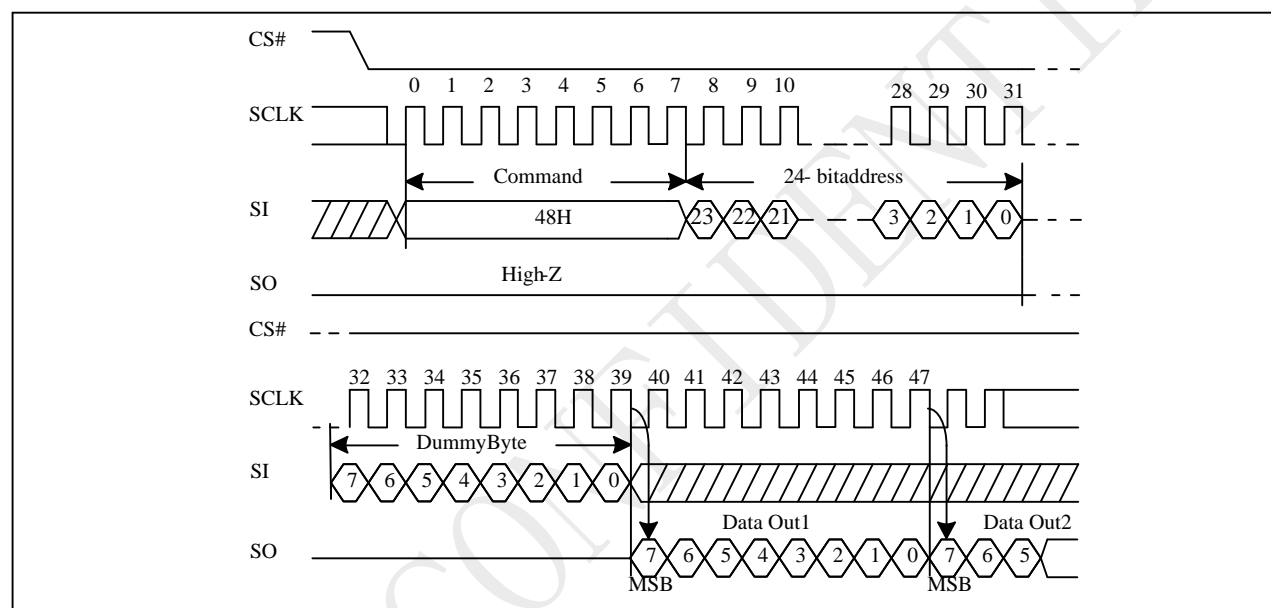 CS#
0 1 2 3 4 5 6 7 8 9 10 28 29 30 31
SCLK
Command 24- bitaddress
SI 48H 23 22 21 3 2 1 0
High-Z
SO
CS#
32 33 34 35 36 37 38 39 40 41 42 43 44 45 46 47
SCLK
DummyByte
SI 7 6 5 4 3 2 1 0
Data Out1 Data Out2
SO 7 6 5 4 3 2 1 0 7 6 5
MSB MSB
CONFIDENTI